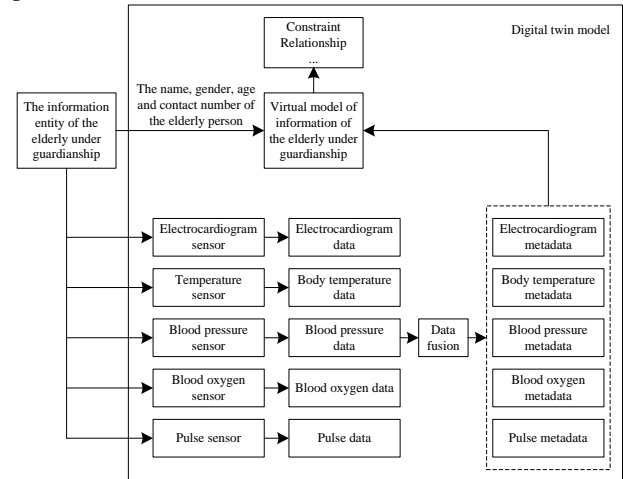 Digital twin model
Constraint
Relationship
...
The name, gender, age
and contact number of
the elderly person
The information
entity of the
elderly under
guardianship
Virtual model of
information of
the elderly under
guardianship
Electrocardiogram
sensor
Electrocardiogram
data
Electrocardiogram
metadata
Temperature
sensor
Body temperature
data
Body temperature
metadata
Blood pressure
sensor
Blood pressure
data
Data
fusion
Blood pressure
metadata
Blood oxygen
sensor
Blood oxygen data
Blood oxygen
metadata
Pulse sensor
Pulse data
Pulse metadata